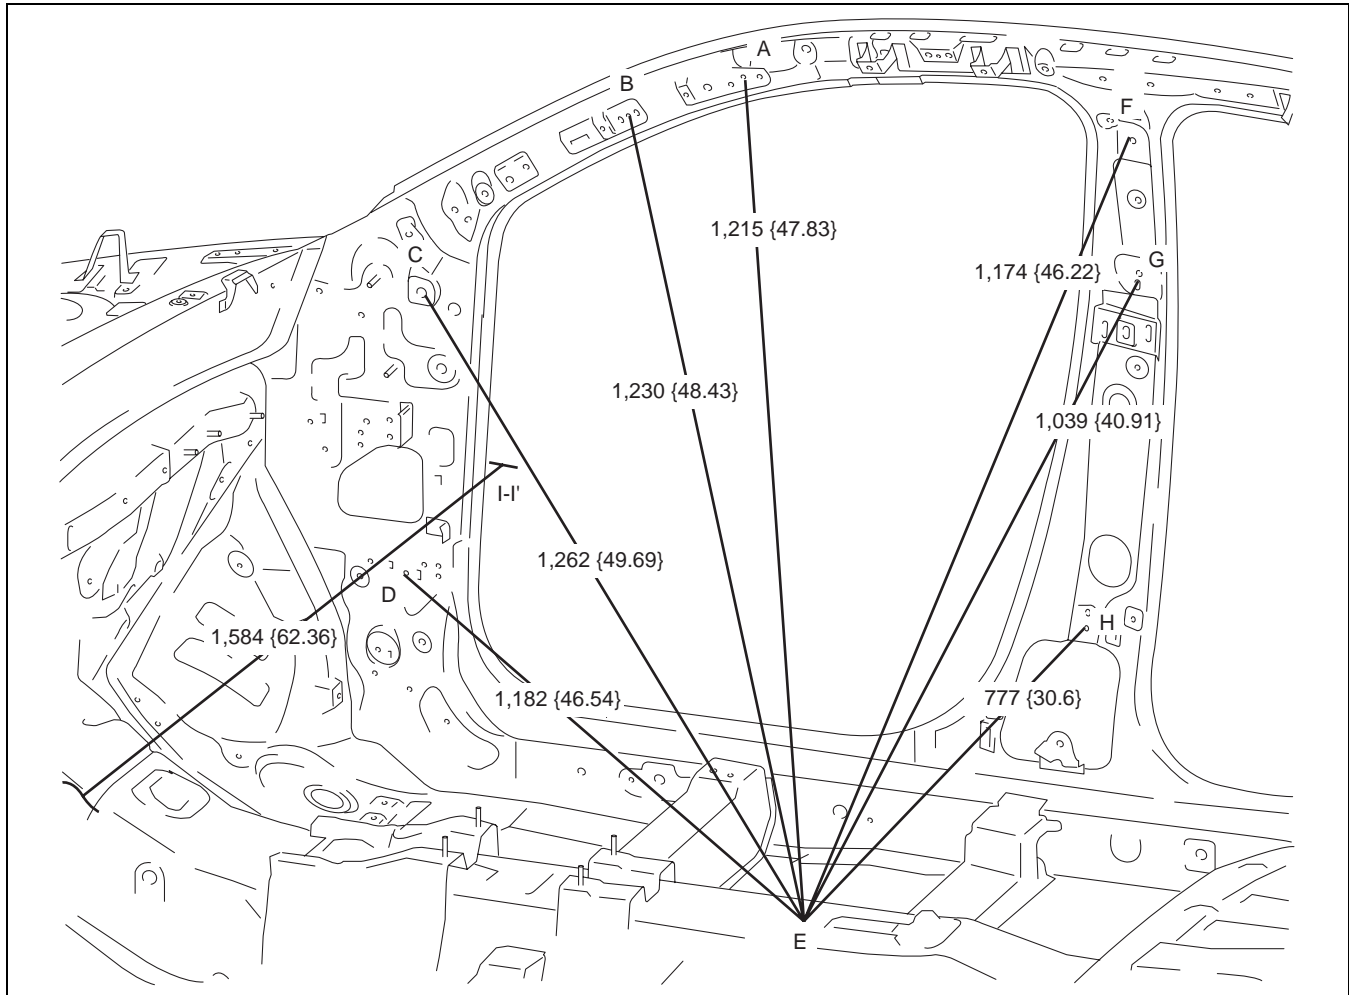 A
B
F
1,215 {47.83}
C
G
1,174 {46.22}
1,230 {48.43}
1,039 {40.91}
I-I'
1,262 {49.69}
D
H
1,584 {62.36}
1,182 {46.54}
777 {30.6}
E